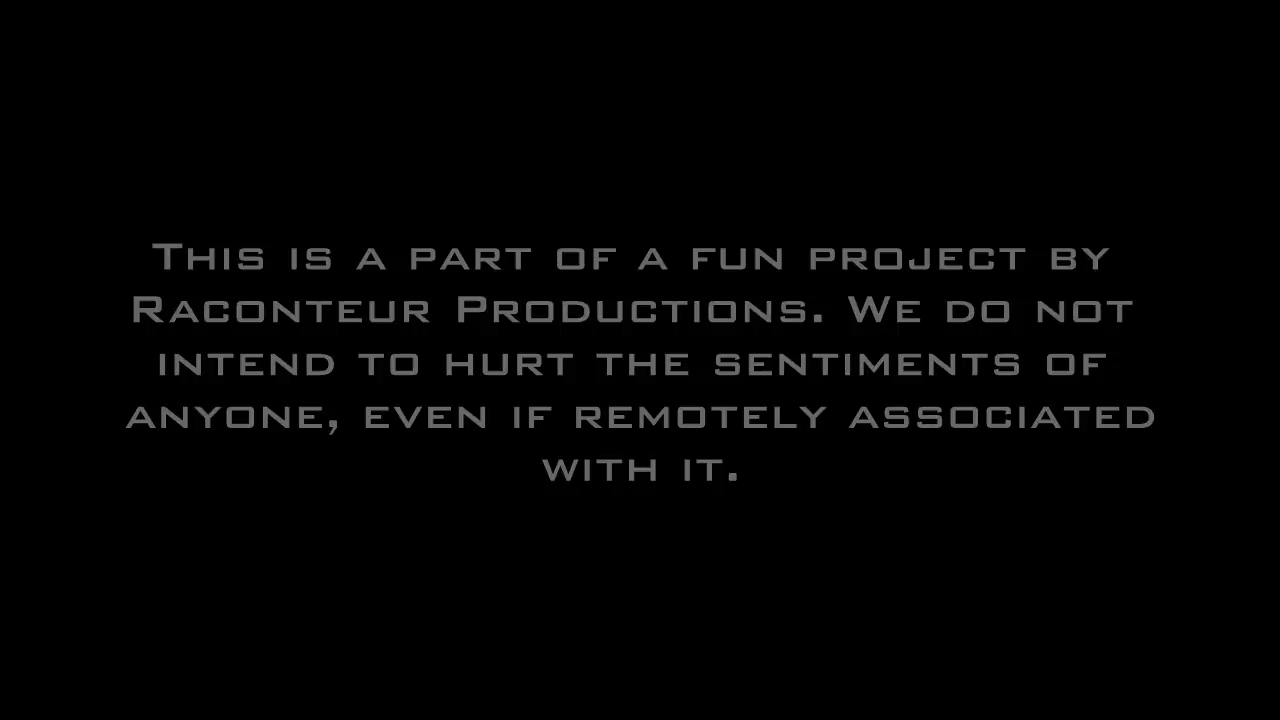 This is a part of a fun project by
Raconteur Productions. We do not
intend to hurt the sentiments of
anyone, even if remotely associated
with it.